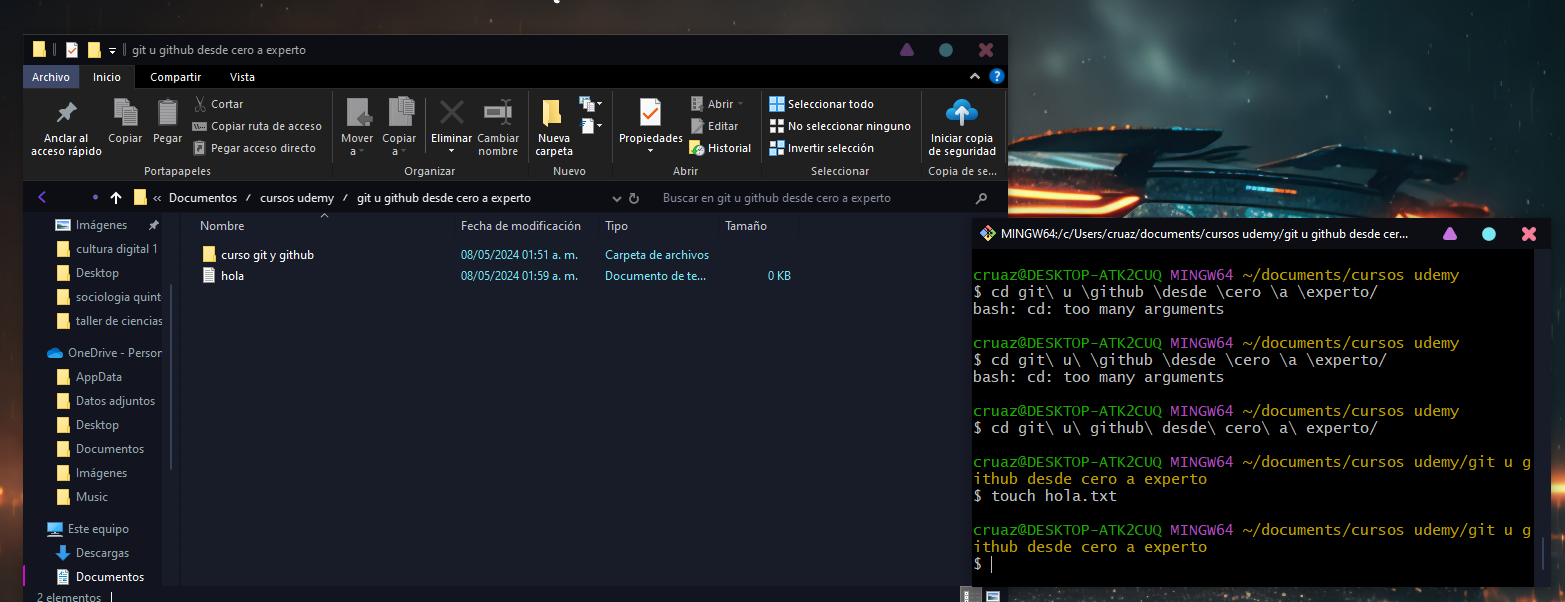 git u github desde cero a experto
Archivo Inicio Compartir Vista
Anclar al acceso rápido
Copiar
Pegar
Cortar
Copiar ruta de acceso
Pegar acceso directo
Portapapeles
Mover a
Copiar a
Eliminar
Cambiar nombre
Organizar
Nueva carpeta
Nuevo
Propiedades
Abrir
Editar
Historial
Abrir
Seleccionar todo
No seleccionar ninguno
Invertir selección
Seleccionar
Iniciar copia de seguridad
Copia de se...
« Documentos / cursos udemy / git u github desde cero a experto
Buscar en git u github desde cero a experto
Imágenes
cultura digital 1
Desktop
sociologia quint
taller de ciencias
OneDrive - Person
AppData
Datos adjuntos
Desktop
Documentos
Imágenes
Music
Este equipo
Descargas
Documentos
2 elementos
Nombre Fecha de modificación Tipo Tamaño
curso git y github 08/05/2024 01:51 a. m. Carpeta de archivos
hola 08/05/2024 01:59 a. m. Documento de te... 0 KB
MINGW64:/c/Users/cruaz/documents/cursos udemy/git u github desde cer...
cruaz@DESKTOP-ATK2CUQ MINGW64 ~/documents/cursos udemy
$ cd git\ u \github \desde \cero \a \experto/
bash: cd: too many arguments
cruaz@DESKTOP-ATK2CUQ MINGW64 ~/documents/cursos udemy
$ cd git\ u\ \github \desde \cero \a \experto/
bash: cd: too many arguments
cruaz@DESKTOP-ATK2CUQ MINGW64 ~/documents/cursos udemy
$ cd git\ u\ github\ desde\ cero\ a\ experto/
cruaz@DESKTOP-ATK2CUQ MINGW64 ~/documents/cursos udemy/git u g
ithub desde cero a experto
$ touch hola.txt
cruaz@DESKTOP-ATK2CUQ MINGW64 ~/documents/cursos udemy/git u g
ithub desde cero a experto
$